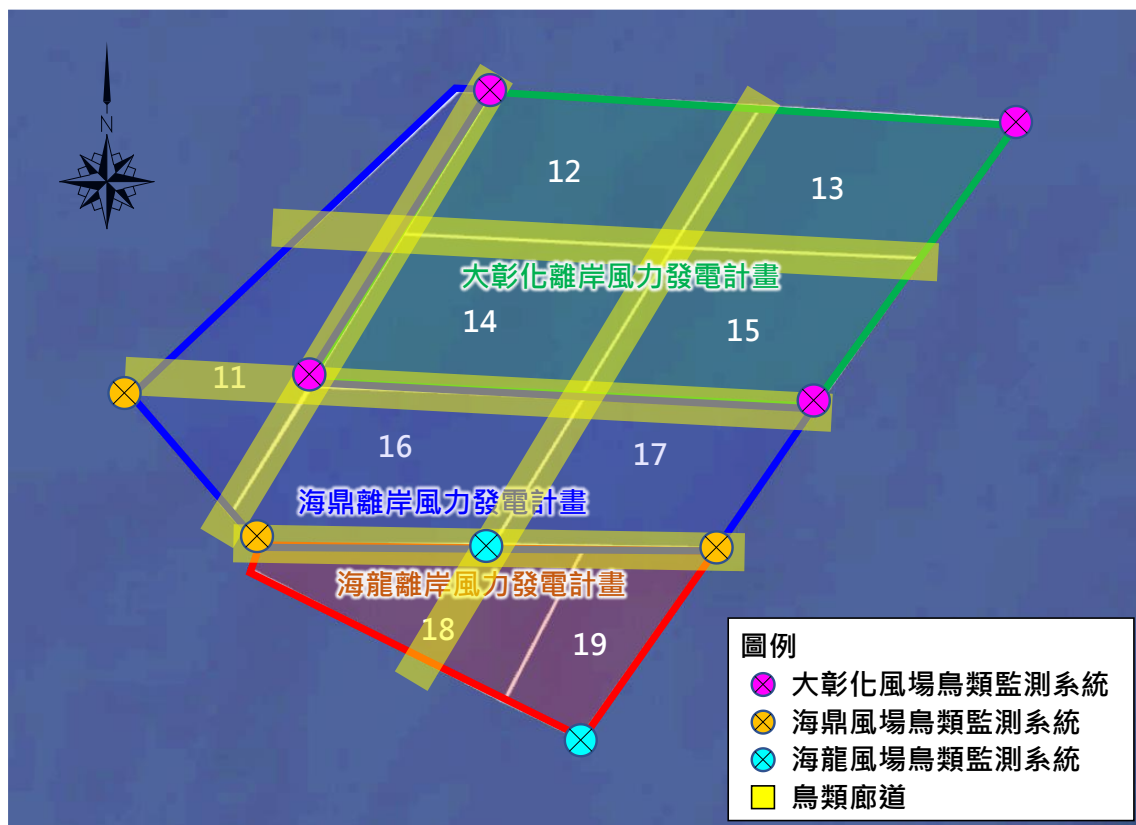 N
12
13
大彰化離岸風力發電計畫
14
15
11
16
17
海鼎離岸風力發電計畫
海龍離岸風力發電計畫
18
19
圖例
大彰化風場鳥類監測系統
海鼎風場鳥類監測系統
海龍風場鳥類監測系統
鳥類廊道